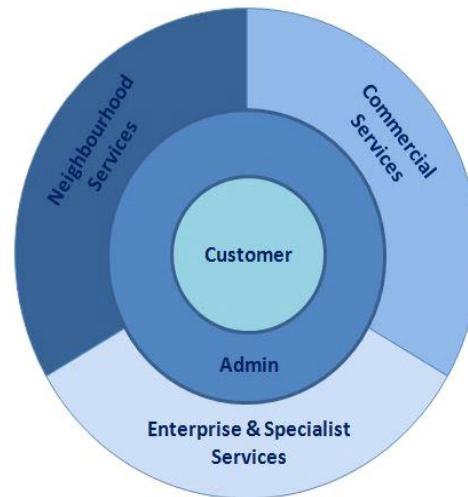 Neighbourhood
Services
Commercial
Services
Customer
Admin
Enterprise & Specialist
Services